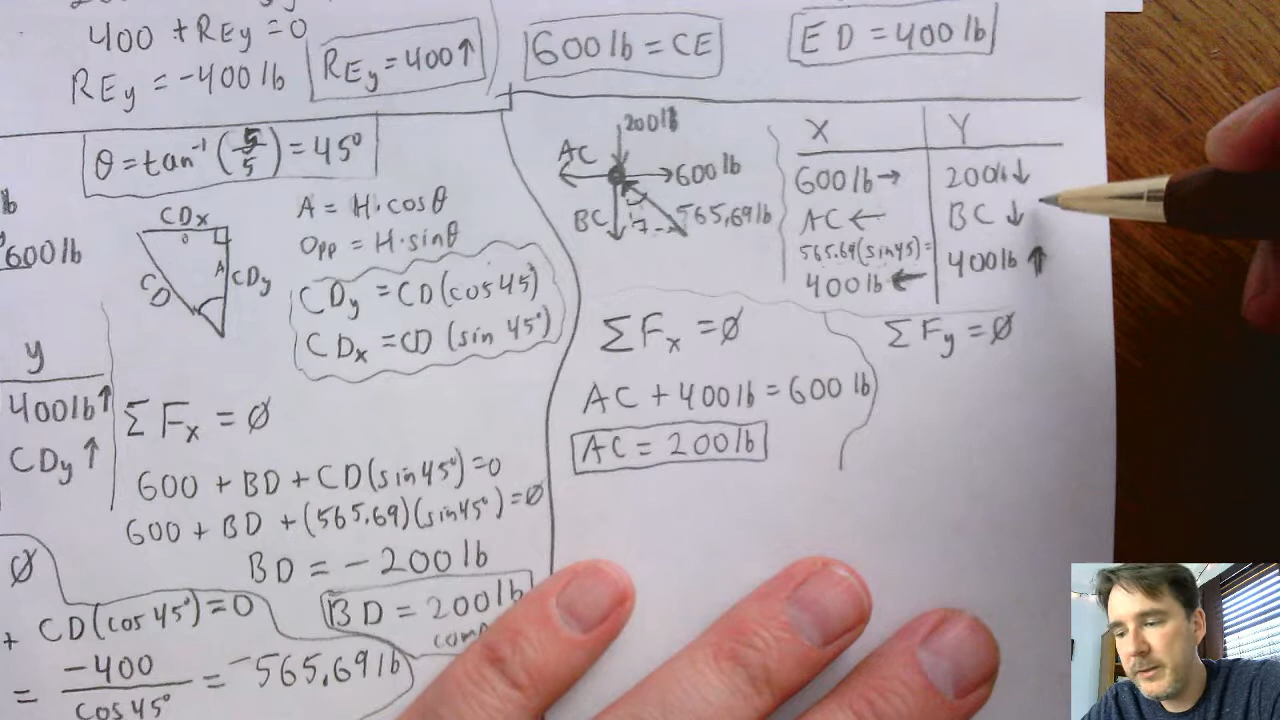 400 + REy = 0
REy = -400 lb
REy = 400 ↑
600 lb = CE
ED = 400 lb
θ = tan⁻¹(5/5) = 45°
lb
600 lb
CDx
θ
CD
A
CDy
A = H·cosθ
Opp = H·sinθ
CDy = CD(cos 45)
CDx = CD (sin 45°)
y
400 lb ↑
CDy ↑
ΣFx = Ø
600 + BD + CD(sin 45°) = 0
600 + BD + (565.69)(sin 45°) = Ø
BD = - 200 lb
BD = 200 lb
Ø
+ CD(cos 45°) = 0
= -400/cos 45° = -565.69 lb
200 lb
AC
600 lb
BC
565.69 lb
X Y
600 lb → 200 lb ↓
AC ← BC ↓
565.69(sin 45) =
400 lb ← 400 lb ↑
ΣFx = Ø
AC + 400 lb = 600 lb
AC = 200 lb
ΣFy = Ø